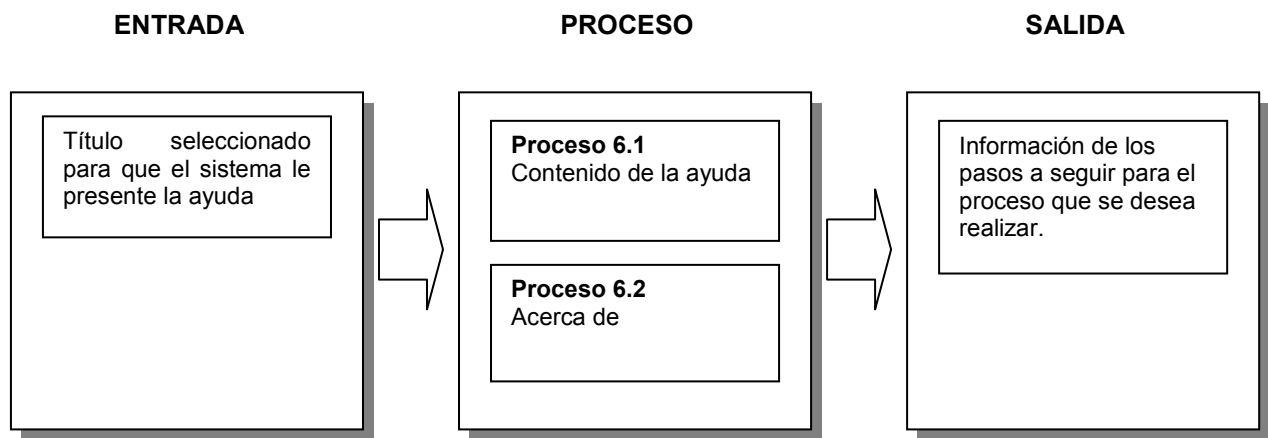 ENTRADA
PROCESO
SALIDA
Título seleccionado
para que el sistema le
presente la ayuda
Proceso 6.1
Contenido de la ayuda
Proceso 6.2
Acerca de
Información de los
pasos a seguir para el
proceso que se desea
realizar.